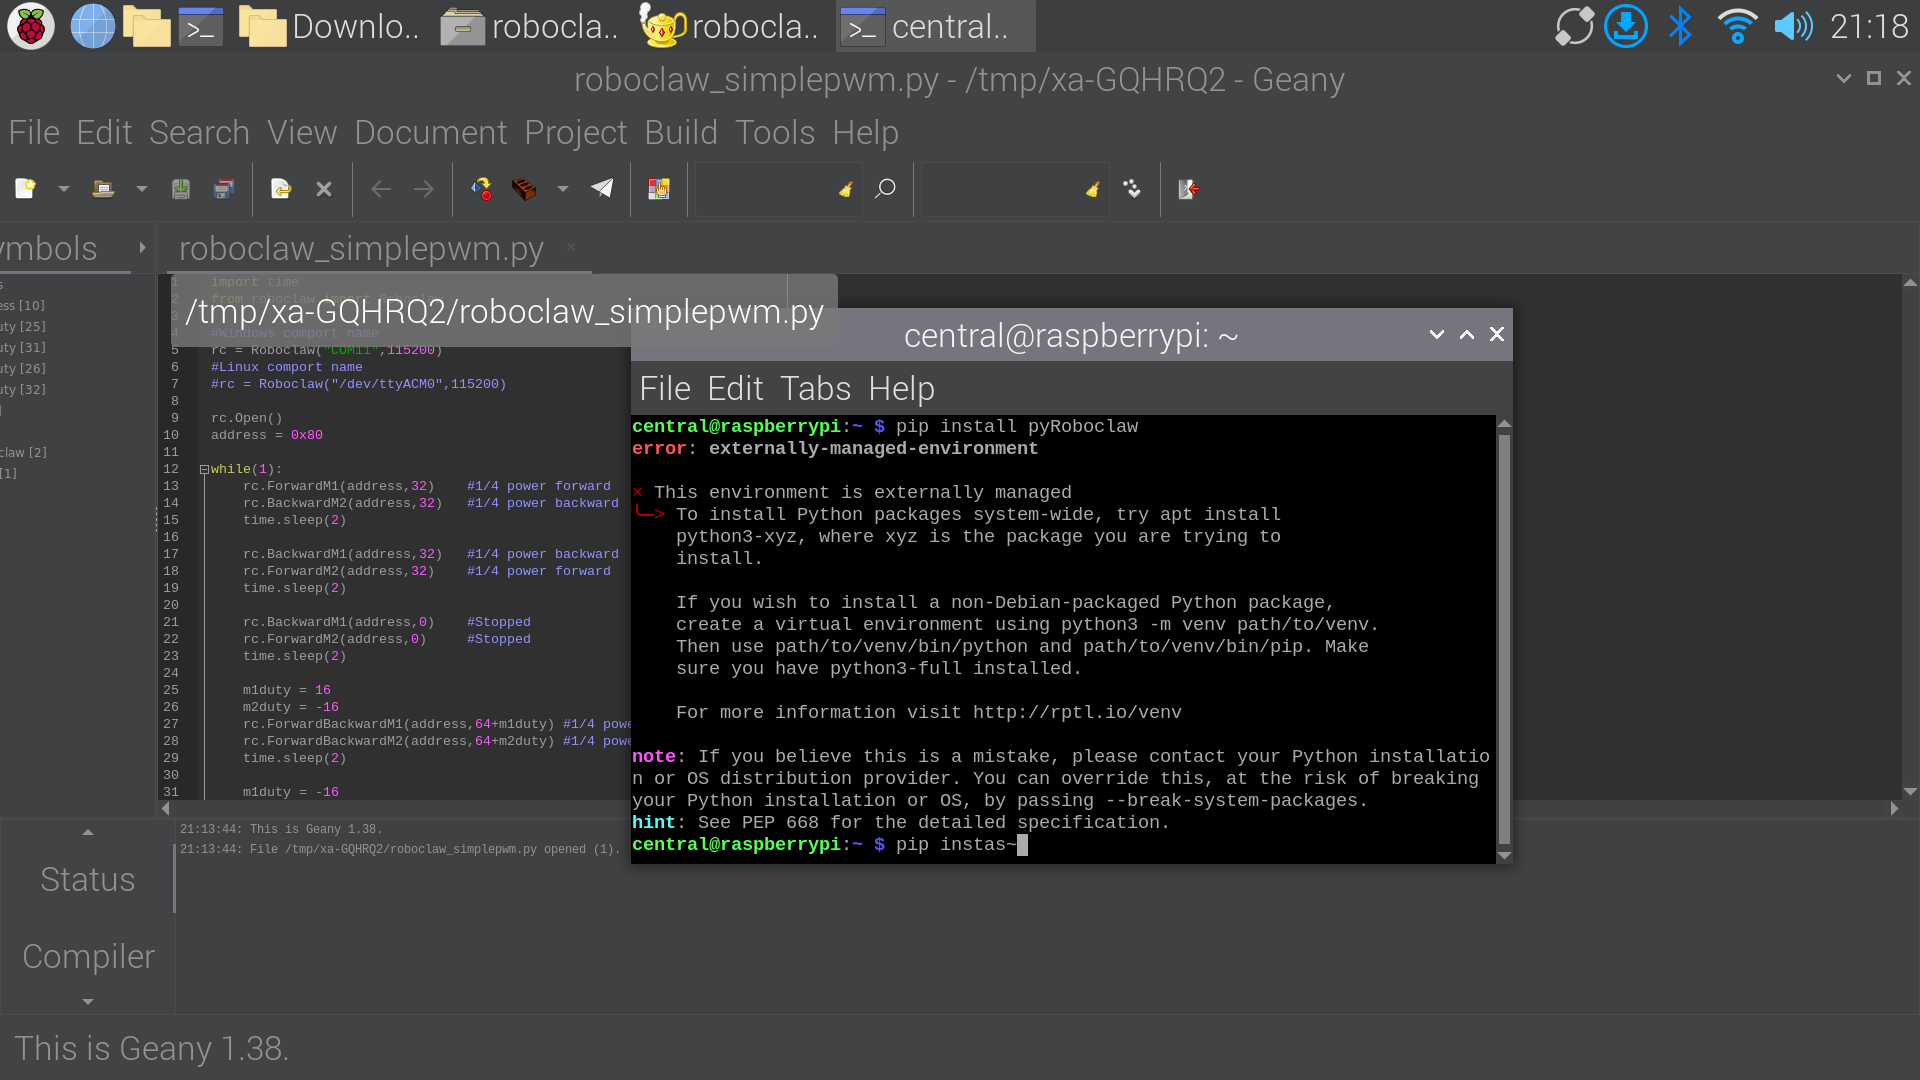 Downlo..
robocla..
robocla..
central..
21:18
roboclaw_simplepwm.py - /tmp/xa-GQHRQ2 - Geany
File Edit Search View Document Project Build Tools Help
ymbols
roboclaw_simplepwm.py
/tmp/xa-GQHRQ2/roboclaw_simplepwm.py
s
ess [10]
uty [25]
uty [31]
uty [26]
uty [32]
]
claw [2]
[1]
1 import time
2 from roboclaw
3
4 #Windows comport name
5 rc = Roboclaw("COM11",115200)
6 #Linux comport name
7 #rc = Roboclaw("/dev/ttyACM0",115200)
8
9 rc.Open()
10 address = 0x80
11
12 while(1):
13 rc.ForwardM1(address,32) #1/4 power forward
14 rc.BackwardM2(address,32) #1/4 power backward
15 time.sleep(2)
16
17 rc.BackwardM1(address,32) #1/4 power backward
18 rc.ForwardM2(address,32) #1/4 power forward
19 time.sleep(2)
20
21 rc.BackwardM1(address,0) #Stopped
22 rc.ForwardM2(address,0) #Stopped
23 time.sleep(2)
24
25 m1duty = 16
26 m2duty = -16
27 rc.ForwardBackwardM1(address,64+m1duty) #1/4 powe
28 rc.ForwardBackwardM2(address,64+m2duty) #1/4 powe
29 time.sleep(2)
30
31 m1duty = -16
central@raspberrypi: ~
File Edit Tabs Help
central@raspberrypi:~ $ pip install pyRoboclaw
error: externally-managed-environment
× This environment is externally managed
╰─> To install Python packages system-wide, try apt install
python3-xyz, where xyz is the package you are trying to
install.
If you wish to install a non-Debian-packaged Python package,
create a virtual environment using python3 -m venv path/to/venv.
Then use path/to/venv/bin/python and path/to/venv/bin/pip. Make
sure you have python3-full installed.
For more information visit http://rptl.io/venv
note: If you believe this is a mistake, please contact your Python installatio
n or OS distribution provider. You can override this, at the risk of breaking
your Python installation or OS, by passing --break-system-packages.
hint: See PEP 668 for the detailed specification.
central@raspberrypi:~ $ pip instas~
Status
Compiler
21:13:44: This is Geany 1.38.
21:13:44: File /tmp/xa-GQHRQ2/roboclaw_simplepwm.py opened (1).
This is Geany 1.38.